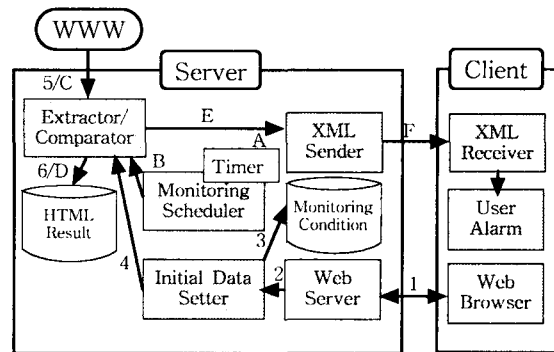 WWW
Server
Client
5/C
Extractor/
Comparator
E
A
XML
Sender
F
XML
Receiver
6/D
B
Timer
Monitoring
Scheduler
HTML
Result
Monitoring
Condition
User
Alarm
4
3
Initial Data
Setter
2
Web
Server
1
Web
Browser